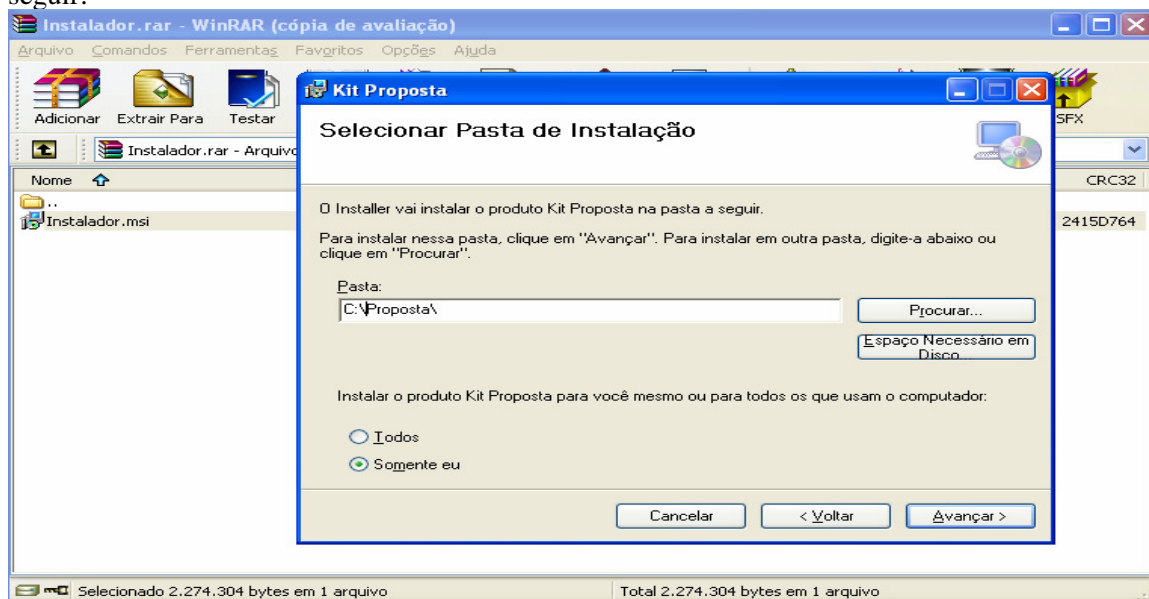 seguir:
Instalador.rar - WinRAR (cópia de avaliação)
Arquivo Comandos Ferramentas Favoritos Opções Ajuda
Adicionar Extrair Para Testar
SFX
Instalador.rar - Arquivo
Nome
CRC32
..
Instalador.msi
2415D764
Kit Proposta
Selecionar Pasta de Instalação
O Installer vai instalar o produto Kit Proposta na pasta a seguir.
Para instalar nessa pasta, clique em "Avançar". Para instalar em outra pasta, digite-a abaixo ou
clique em "Procurar".
Pasta:
C:\Proposta\
Procurar...
Espaço Necessário em
Disco...
Instalar o produto Kit Proposta para você mesmo ou para todos os que usam o computador:
Todos
Somente eu
Cancelar < Voltar Avançar >
Selecionado 2.274.304 bytes em 1 arquivo
Total 2.274.304 bytes em 1 arquivo